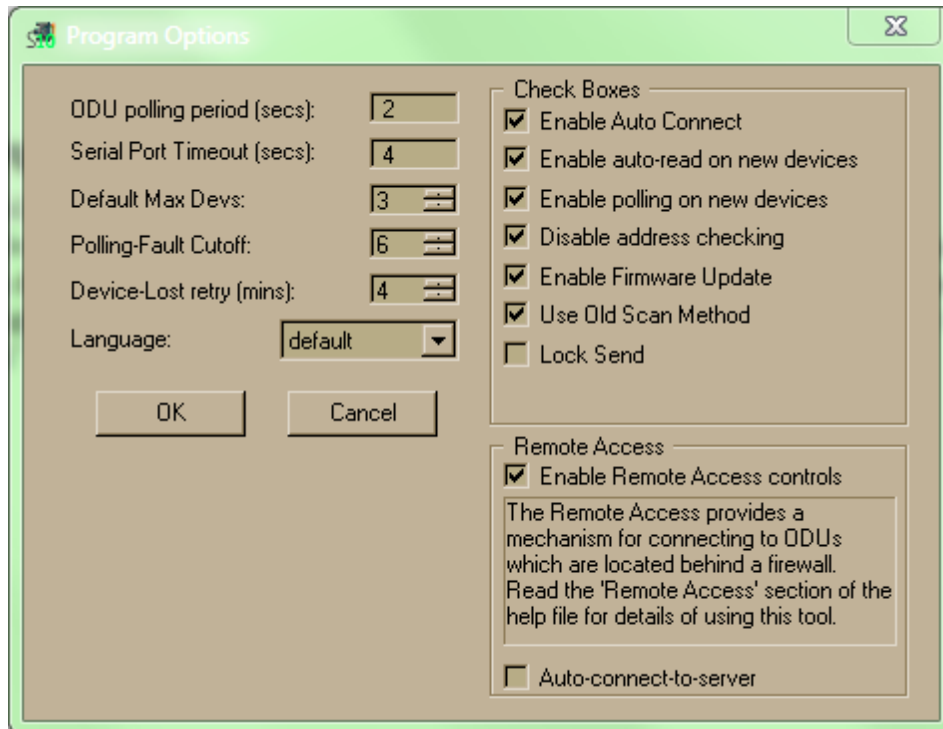 Program Options
ODU polling period (secs): 2
Serial Port Timeout (secs): 4
Default Max Devs: 3
Polling-Fault Cutoff: 6
Device-Lost retry (mins): 4
Language: default
OK Cancel
Check Boxes
Enable Auto Connect
Enable auto-read on new devices
Enable polling on new devices
Disable address checking
Enable Firmware Update
Use Old Scan Method
Lock Send
Remote Access
Enable Remote Access controls
The Remote Access provides a
mechanism for connecting to ODUs
which are located behind a firewall.
Read the 'Remote Access' section of the
help file for details of using this tool.
Auto-connect-to-server